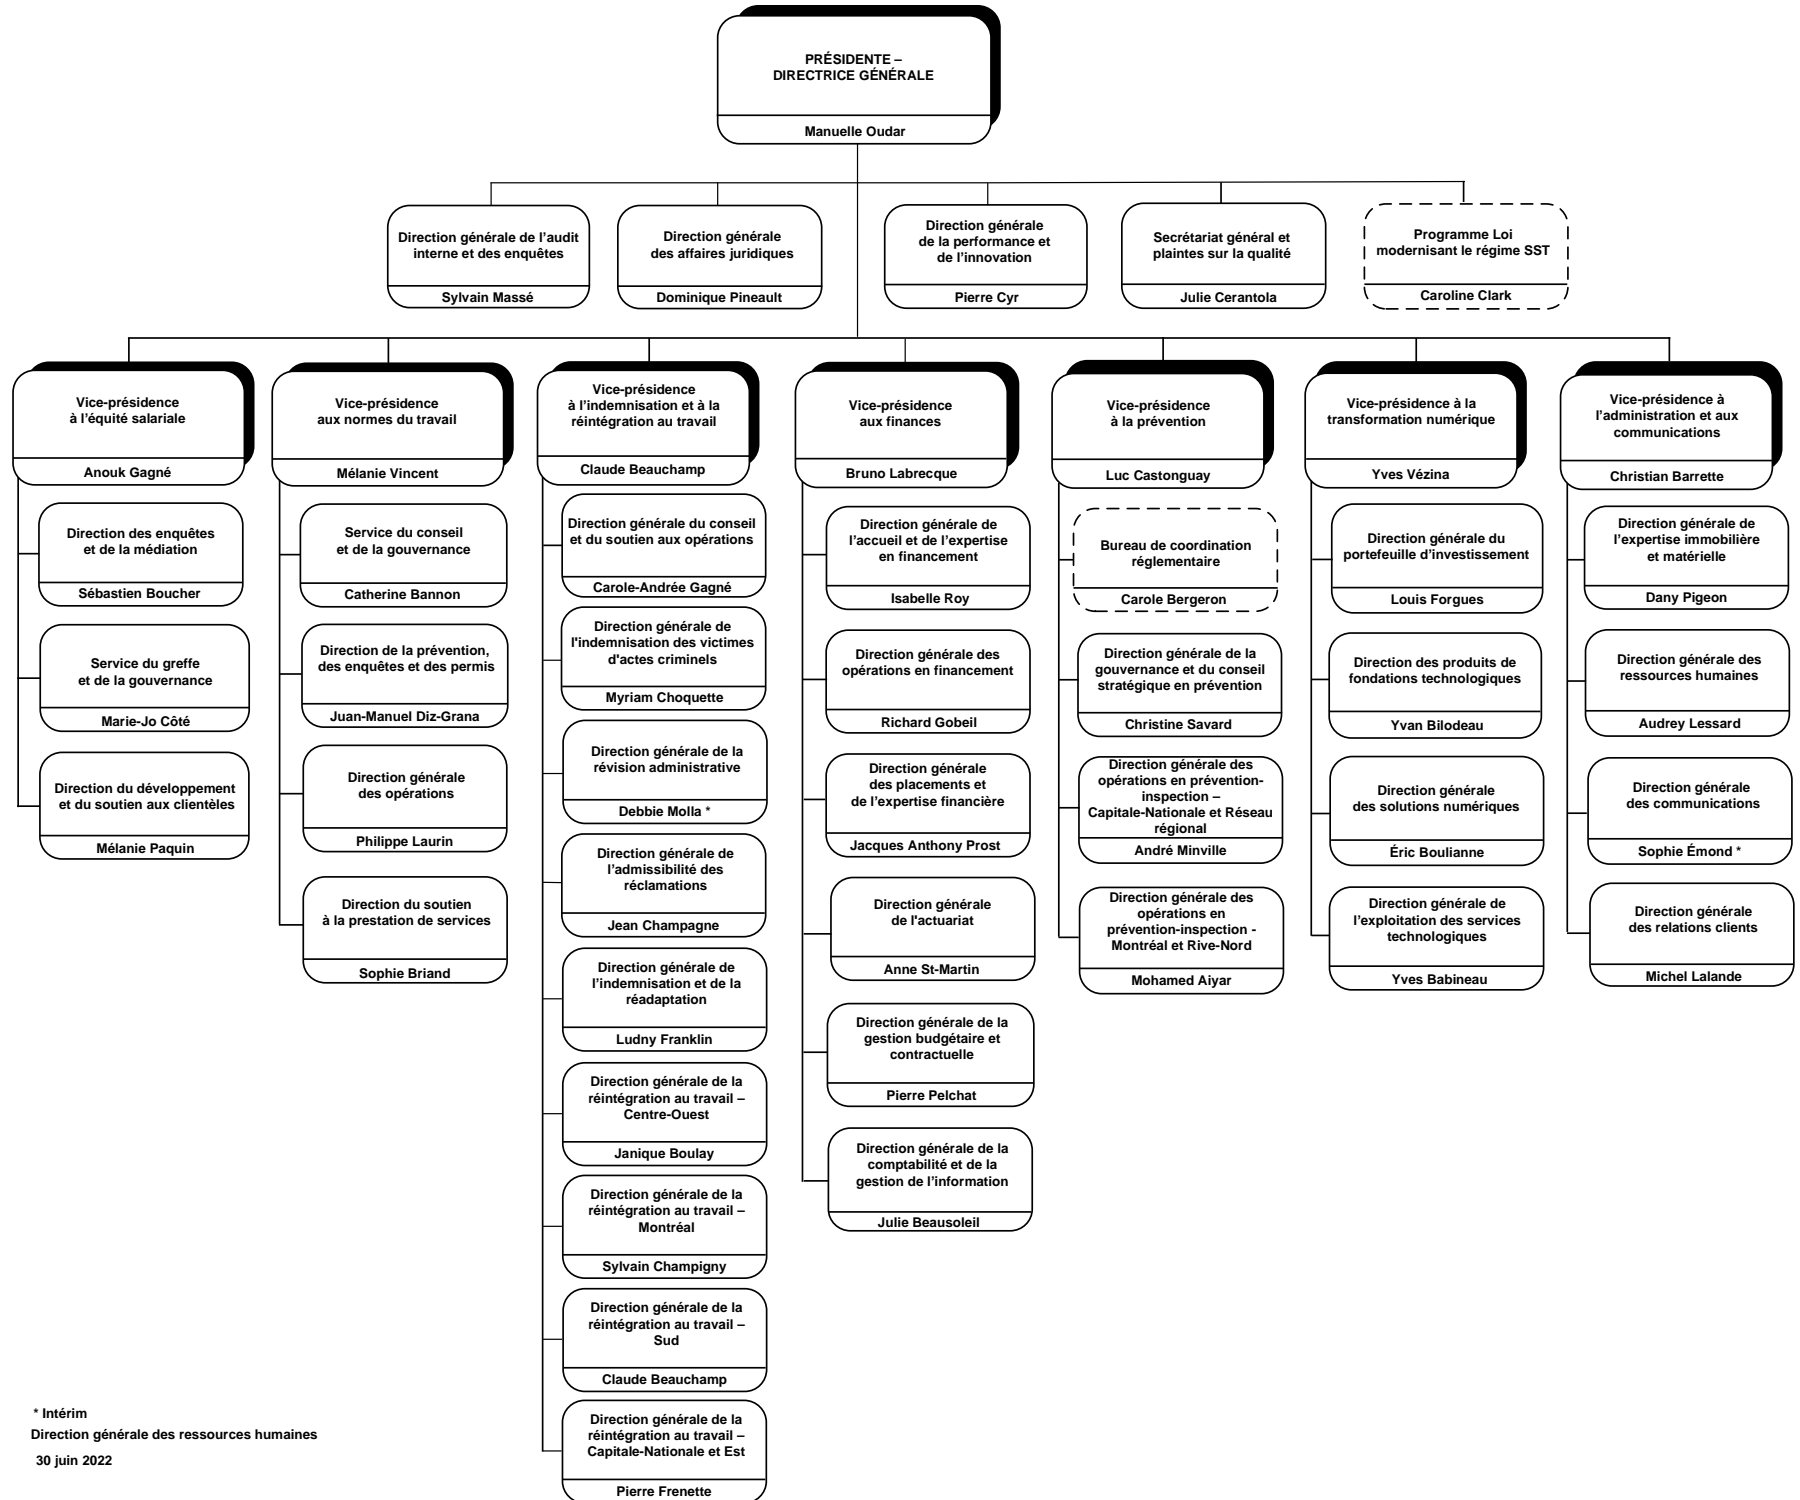 PRÉSIDENTE –
DIRECTRICE GÉNÉRALE
Manuelle Oudar
Direction générale de l’audit
interne et des enquêtes
Sylvain Massé
Direction générale
des affaires juridiques
Dominique Pineault
Direction générale
de la performance et
de l’innovation
Pierre Cyr
Secrétariat général et
plaintes sur la qualité
Julie Cerantola
Programme Loi
modernisant le régime SST
Caroline Clark
Vice-présidence
à l’équité salariale
Anouk Gagné
Direction des enquêtes
et de la médiation
Sébastien Boucher
Service du greffe
et de la gouvernance
Marie-Jo Côté
Direction du développement
et du soutien aux clientèles
Mélanie Paquin
Vice-présidence
aux normes du travail
Mélanie Vincent
Service du conseil
et de la gouvernance
Catherine Bannon
Direction de la prévention,
des enquêtes et des permis
Juan-Manuel Diz-Grana
Direction générale
des opérations
Philippe Laurin
Direction du soutien
à la prestation de services
Sophie Briand
Vice-présidence
à l’indemnisation et à la
réintégration au travail
Claude Beauchamp
Direction générale du conseil
et du soutien aux opérations
Carole-Andrée Gagné
Direction générale de
l'indemnisation des victimes
d'actes criminels
Myriam Choquette
Direction générale de la
révision administrative
Debbie Molla *
Direction générale de
l’admissibilité des
réclamations
Jean Champagne
Direction générale de
l’indemnisation et de la
réadaptation
Ludny Franklin
Direction générale de la
réintégration au travail –
Centre-Ouest
Janique Boulay
Direction générale de la
réintégration au travail –
Montréal
Sylvain Champigny
Direction générale de la
réintégration au travail –
Sud
Claude Beauchamp
Direction générale de la
réintégration au travail –
Capitale-Nationale et Est
Pierre Frenette
Vice-présidence
aux finances
Bruno Labrecque
Direction générale de
l’accueil et de l’expertise
en financement
Isabelle Roy
Direction générale des
opérations en financement
Richard Gobeil
Direction générale
des placements et
de l’expertise financière
Jacques Anthony Prost
Direction générale
de l'actuariat
Anne St-Martin
Direction générale de la
gestion budgétaire et
contractuelle
Pierre Pelchat
Direction générale de la
comptabilité et de la
gestion de l’information
Julie Beausoleil
Vice-présidence
à la prévention
Luc Castonguay
Bureau de coordination
réglementaire
Carole Bergeron
Direction générale de la
gouvernance et du conseil
stratégique en prévention
Christine Savard
Direction générale des
opérations en prévention-
inspection –
Capitale-Nationale et Réseau
régional
André Minville
Direction générale des
opérations en
prévention-inspection -
Montréal et Rive-Nord
Mohamed Aiyar
Vice-présidence à la
transformation numérique
Yves Vézina
Direction générale du
portefeuille d’investissement
Louis Forgues
Direction des produits de
fondations technologiques
Yvan Bilodeau
Direction générale
des solutions numériques
Éric Boulianne
Direction générale de
l’exploitation des services
technologiques
Yves Babineau
Vice-présidence à
l’administration et aux
communications
Christian Barrette
Direction générale de
l’expertise immobilière
et matérielle
Dany Pigeon
Direction générale des
ressources humaines
Audrey Lessard
Direction générale
des communications
Sophie Émond *
Direction générale
des relations clients
Michel Lalande
* Intérim
Direction générale des ressources humaines
30 juin 2022